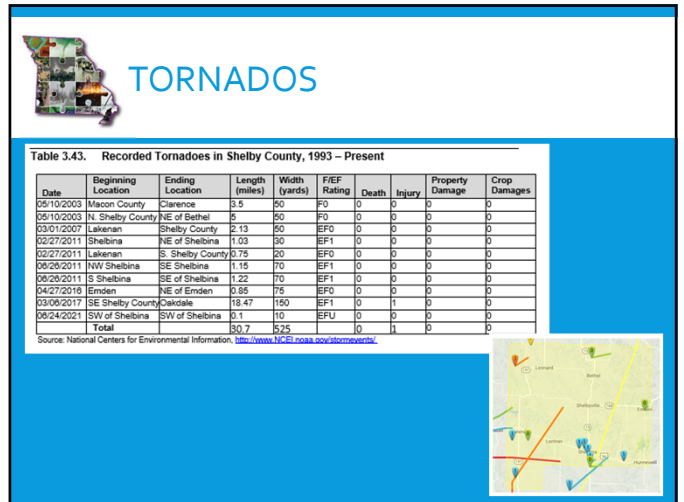 TORNADOS
Table 3.43. Recorded Tornadoes in Shelby County, 1993 – Present
Date Beginning Location Ending Location Length (miles) Width (yards) F/EF Rating Death Injury Property Damage Crop Damages
05/10/2003 Macon County Clarence 3.5 50 F0 0 0 0 0
05/10/2003 N. Shelby County NE of Bethel 5 50 F0 0 0 0 0
03/01/2007 Lakenan Shelby County 2.13 50 EF0 0 0 0 0
02/27/2011 Shelbina NE of Shelbina 1.03 30 EF1 0 0 0 0
02/27/2011 Lakenan S. Shelby County 0.75 20 EF0 0 0 0 0
06/26/2011 NW Shelbina SE Shelbina 1.15 70 EF1 0 0 0 0
06/26/2011 S Shelbina SE of Shelbina 1.22 70 EF1 0 0 0 0
04/27/2016 Emden NE of Emden 0.85 75 EF0 0 0 0 0
03/06/2017 SE Shelby County Oakdale 18.47 150 EF1 0 1 0 0
06/24/2021 SW of Shelbina SW of Shelbina 0.1 10 EFU 0 0 0 0
Total 30.7 525 0 1 0 0
Source: National Centers for Environmental Information, http://www.NCEI.noaa.gov/stormevents/
Leonard
Bethel
Shelbyville
Lentner
Hunnewell